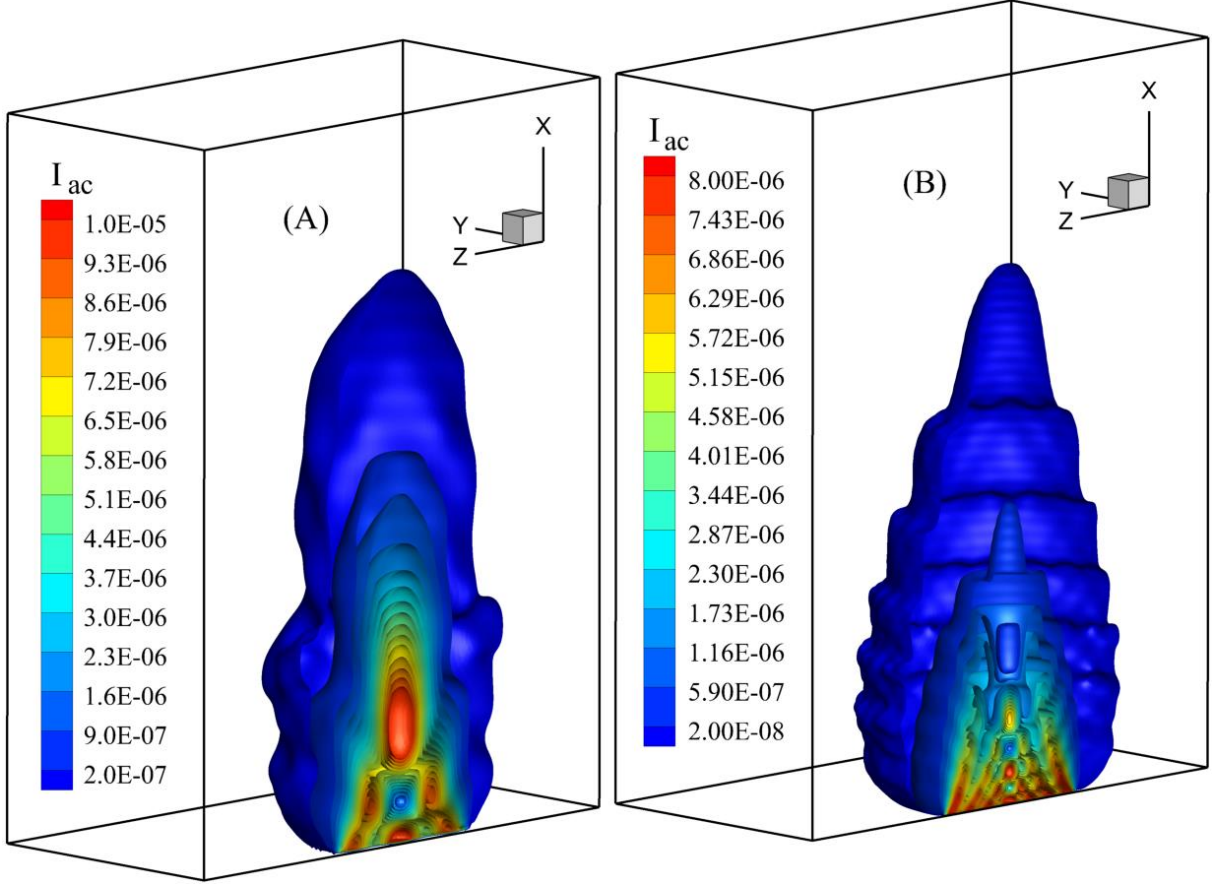 I ac
1.0E-05
9.3E-06
8.6E-06
7.9E-06
7.2E-06
6.5E-06
5.8E-06
5.1E-06
4.4E-06
3.7E-06
3.0E-06
2.3E-06
1.6E-06
9.0E-07
2.0E-07
(A)
X
Y
Z
I ac
8.00E-06
7.43E-06
6.86E-06
6.29E-06
5.72E-06
5.15E-06
4.58E-06
4.01E-06
3.44E-06
2.87E-06
2.30E-06
1.73E-06
1.16E-06
5.90E-07
2.00E-08
(B)
X
Y
Z